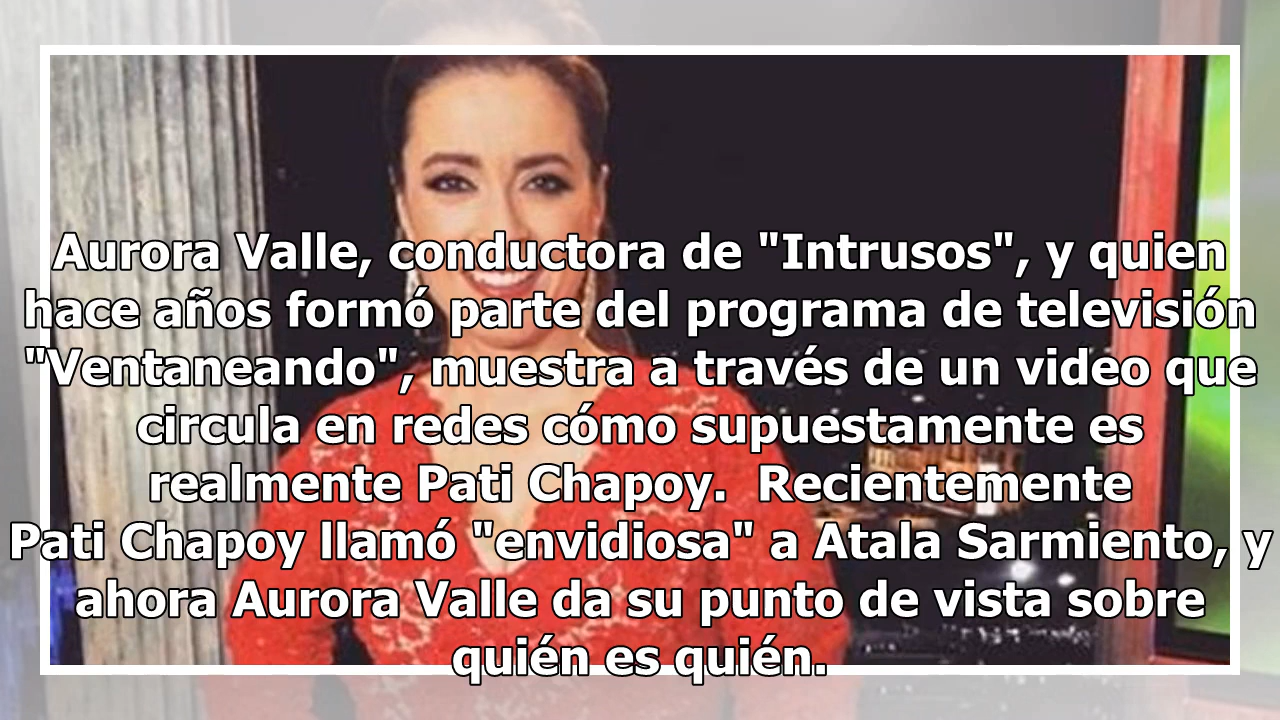 Aurora Valle, conductora de "Intrusos", y quien
hace años formó parte del programa de televisión
"Ventaneando", muestra a través de un video que
circula en redes cómo supuestamente es
realmente Pati Chapoy.  Recientemente
Pati Chapoy llamó "envidiosa" a Atala Sarmiento, y
ahora Aurora Valle da su punto de vista sobre
quién es quién.